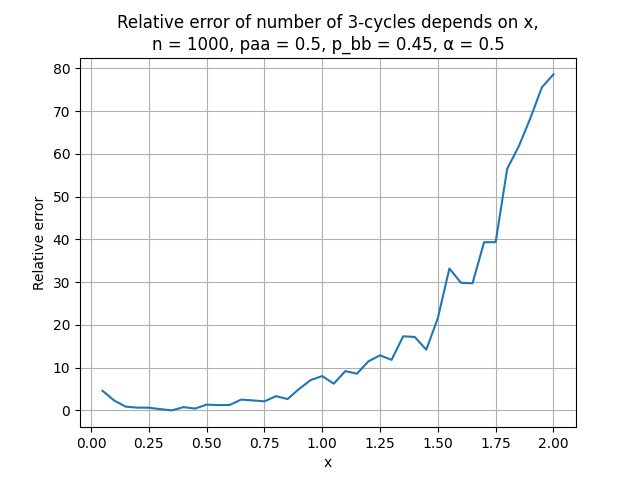 Relative error of number of 3-cycles depends on x,
n = 1000, paa = 0.5, p_bb = 0.45, α = 0.5
80
70
60
50
40
30
20
10
0
Relative error
0.00 0.25 0.50 0.75 1.00 1.25 1.50 1.75 2.00
x